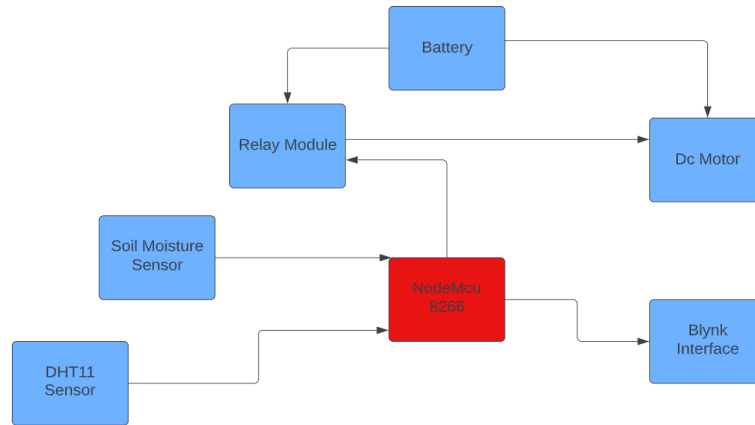 Battery
Relay Module
Dc Motor
Soil Moisture
Sensor
NodeMcu
8266
Blynk
Interface
DHT11
Sensor